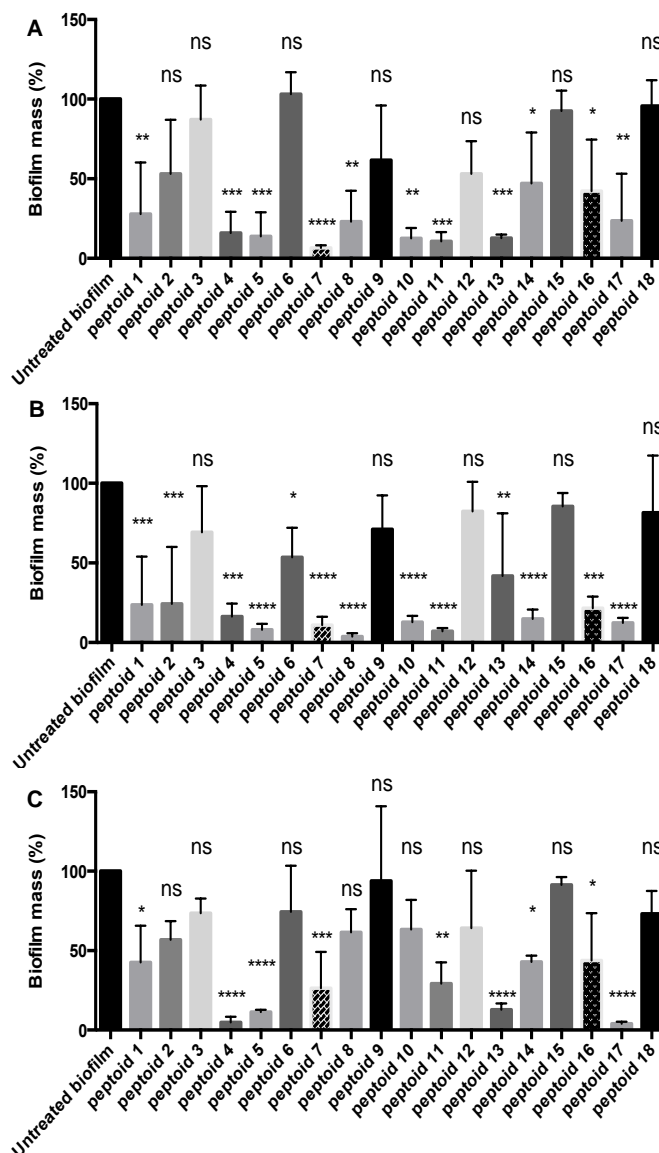 A
Biofilm mass (%)
150
100
50
0
**
ns
ns
***
***
ns
****
**
ns
**
***
ns
***
*
ns
*
**
ns
Untreated biofilm
peptoid 1
peptoid 2
peptoid 3
peptoid 4
peptoid 5
peptoid 6
peptoid 7
peptoid 8
peptoid 9
peptoid 10
peptoid 11
peptoid 12
peptoid 13
peptoid 14
peptoid 15
peptoid 16
peptoid 17
peptoid 18
B
Biofilm mass (%)
150
100
50
0
***
***
ns
***
****
*
****
****
ns
****
****
ns
**
****
ns
***
****
ns
Untreated biofilm
peptoid 1
peptoid 2
peptoid 3
peptoid 4
peptoid 5
peptoid 6
peptoid 7
peptoid 8
peptoid 9
peptoid 10
peptoid 11
peptoid 12
peptoid 13
peptoid 14
peptoid 15
peptoid 16
peptoid 17
peptoid 18
C
Biofilm mass (%)
150
100
50
0
*
ns
ns
****
****
ns
***
ns
ns
ns
**
ns
****
*
ns
*
****
ns
Untreated biofilm
peptoid 1
peptoid 2
peptoid 3
peptoid 4
peptoid 5
peptoid 6
peptoid 7
peptoid 8
peptoid 9
peptoid 10
peptoid 11
peptoid 12
peptoid 13
peptoid 14
peptoid 15
peptoid 16
peptoid 17
peptoid 18